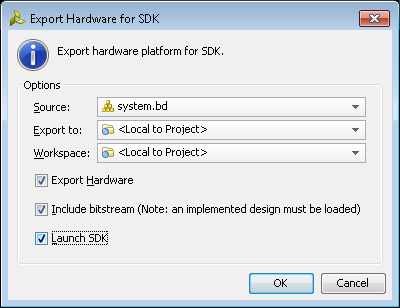 Export Hardware for SDK
Export hardware platform for SDK.
Options
Source: system.bd
Export to: <Local to Project>
Workspace: <Local to Project>
Export Hardware
Include bitstream (Note: an implemented design must be loaded)
Launch SDK
OK Cancel